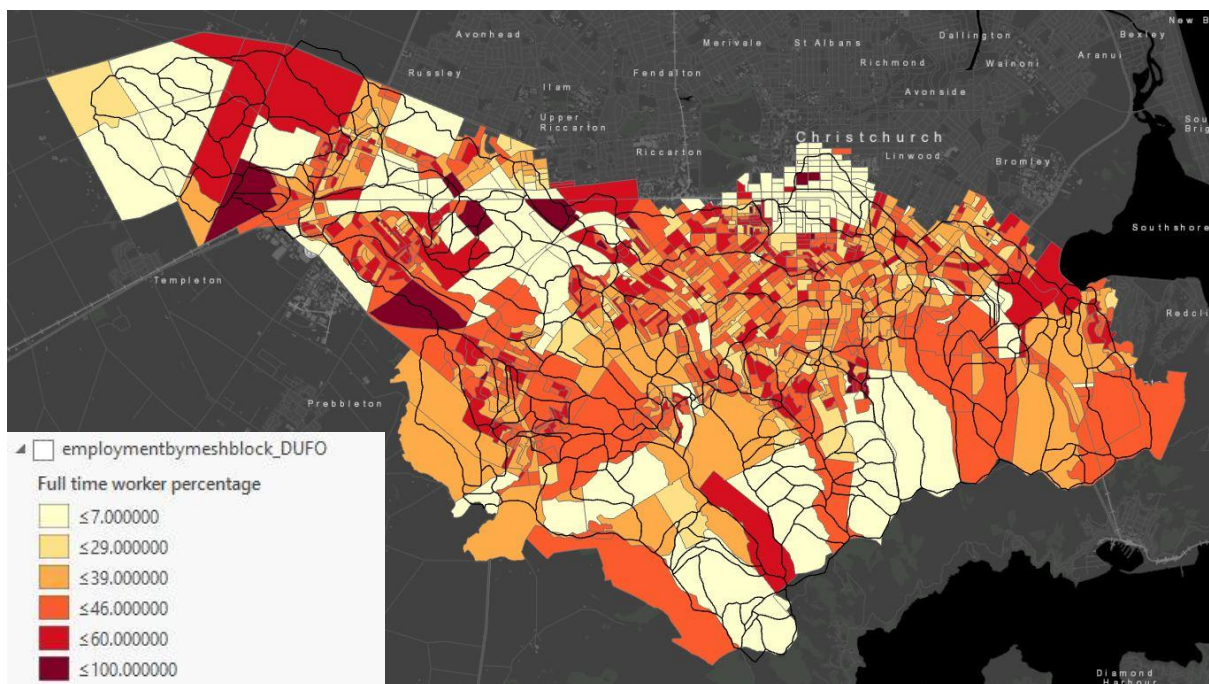 New B
Avonhead
Merivale
St Albans
Dallington
Bexley
Aranui
Russley
Fendalton
Richmond
Wainoni
Ilam
Avonside
Upper
Riccarton
Christchurch
Riccarton
Linwood
Bromley
Southshore
Templeton
Prebbleton
employmentbymeshblock_DUFO
Full time worker percentage
≤7.000000
≤29.000000
≤39.000000
≤46.000000
≤60.000000
≤100.000000
Diamond
Harbour